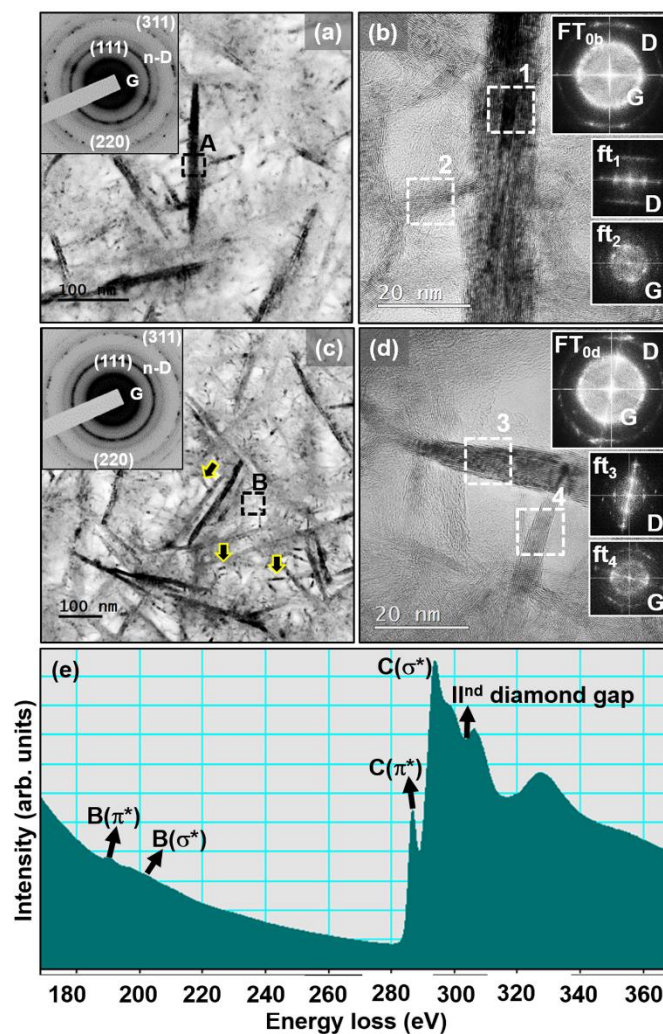 (311)
(111)
n-D
G
(220)
(a)
A
100 nm
(b)
1
2
20 nm
FT0b
D
G
ft1
D
ft2
G
(311)
(111)
n-D
G
(220)
(c)
B
100 nm
(d)
3
4
20 nm
FT0d
D
G
ft3
D
ft4
G
(e)
Intensity (arb. units)
B(π*)
B(σ*)
C(σ*)
C(π*)
IInd diamond gap
180 200 220 240 260 280 300 320 340 360
Energy loss (eV)